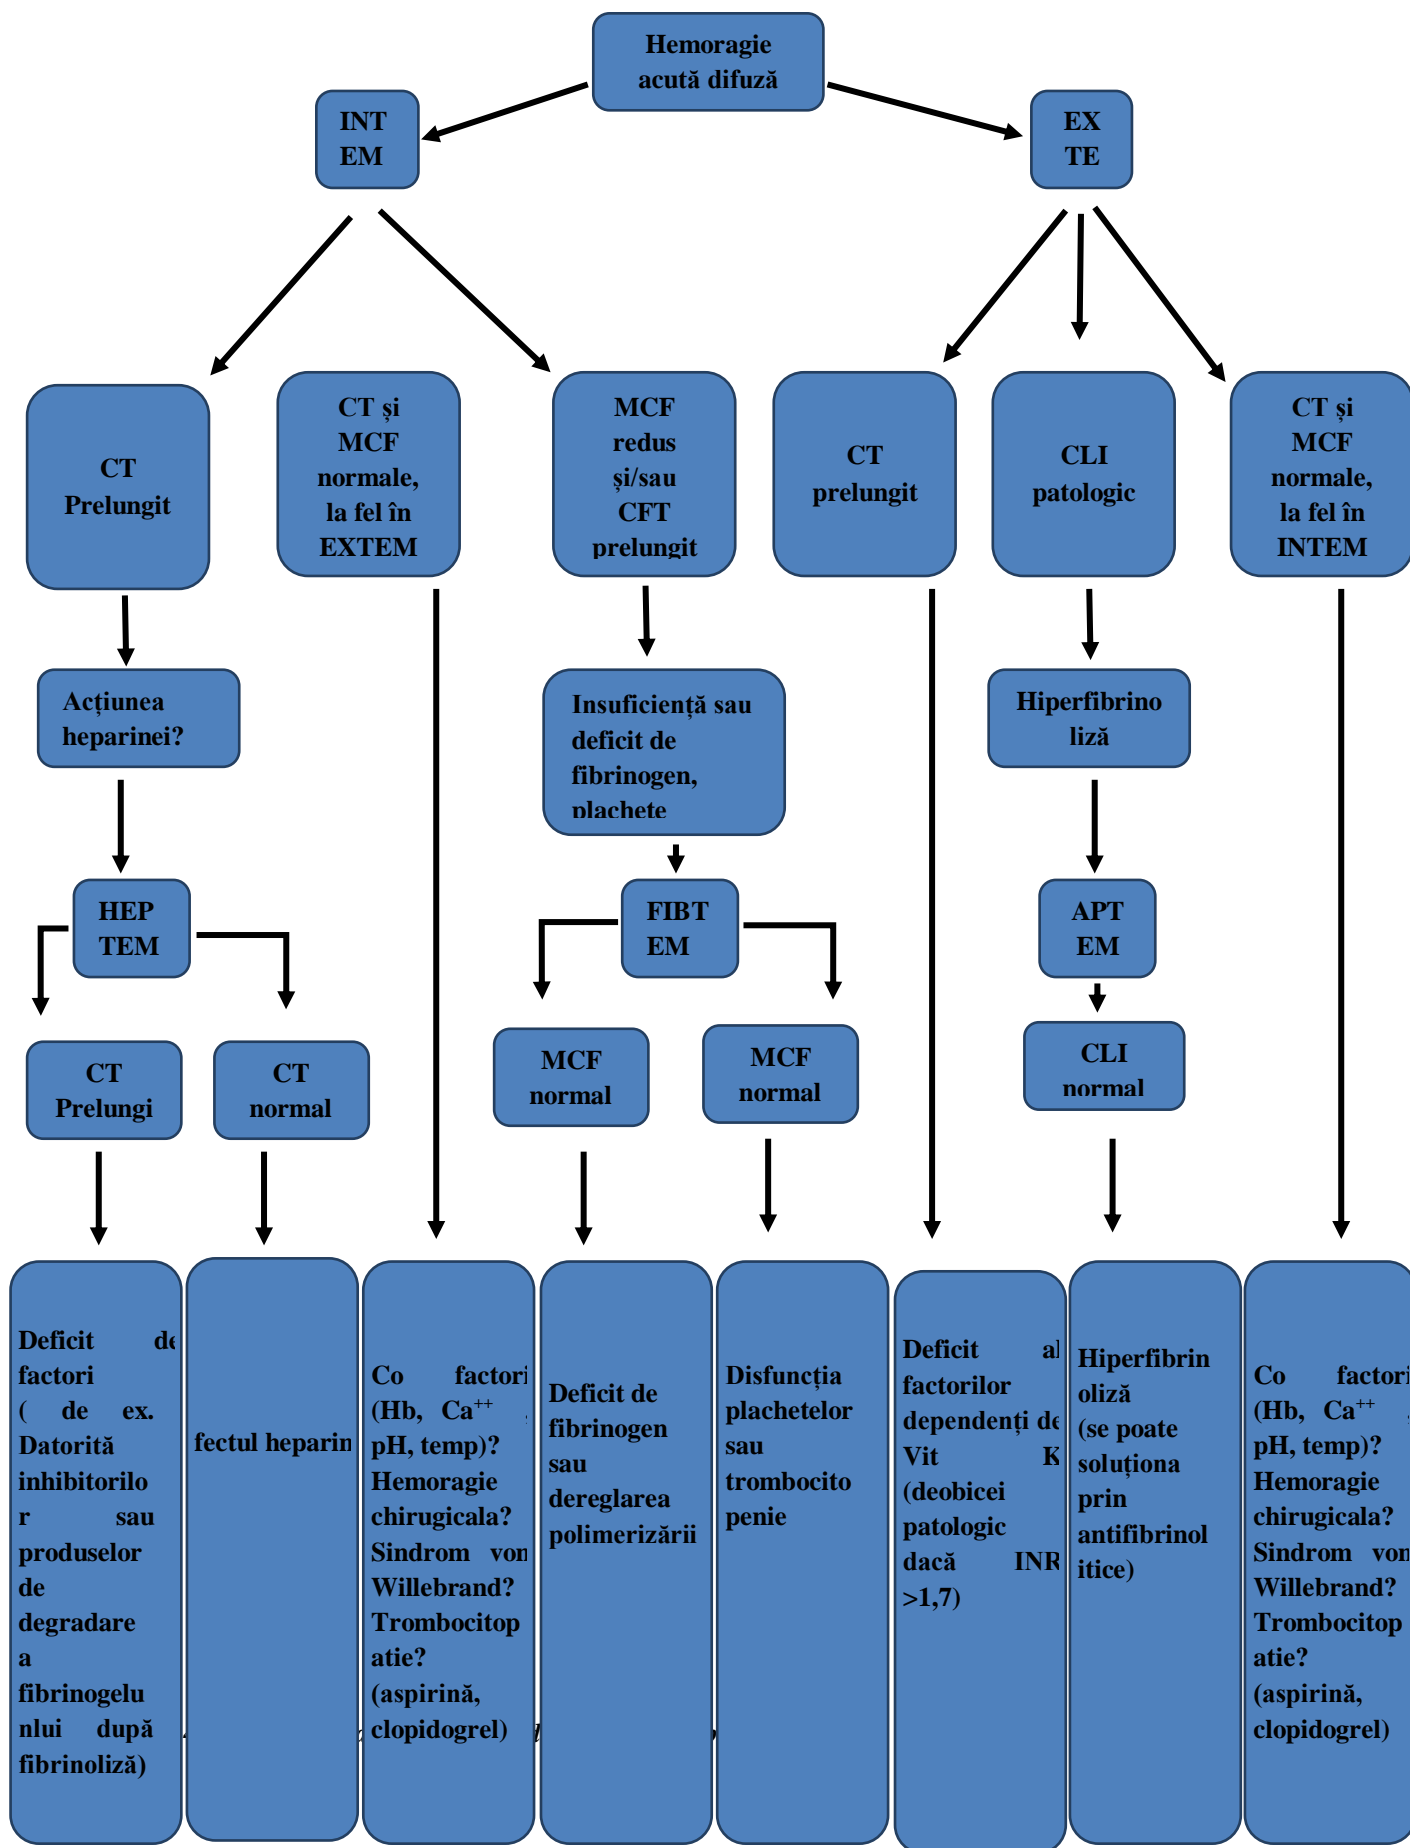 Hemoragie
acută difuză
INT
EM
EX
TE
CT
Prelungit
CT și
MCF
normale,
la fel în
EXTEM
MCF
redus
și/sau
CFT
prelungit
CT
prelungit
CLI
patologic
CT și
MCF
normale,
la fel în
INTEM
Acțiunea
heparinei?
Insuficiență sau
deficit de
fibrinogen,
plachete
Hiperfibrino
liză
HEP
TEM
FIBT
EM
APT
EM
CT
Prelungi
CT
normal
MCF
normal
MCF
normal
CLI
normal
Deficit de
factori
( de ex.
Datorită
inhibitorilo
r sau
produselor
de
degradare
a
fibrinogelu
nlui după
fibrinoliză)
fectul heparin
Co factori
(Hb, Ca++ ,
pH, temp)?
Hemoragie
chirugicala?
Sindrom von
Willebrand?
Trombocitop
atie?
(aspirină,
clopidogrel)
Deficit de
fibrinogen
sau
dereglarea
polimerizării
Disfuncția
plachetelor
sau
trombocito
penie
Deficit al
factorilor
dependenți de
Vit K
(deobicei
patologic
dacă INR
>1,7)
Hiperfibrin
oliză
(se poate
soluționa
prin
antifibrinol
itice)
Co factori
(Hb, Ca++ ,
pH, temp)?
Hemoragie
chirugicala?
Sindrom von
Willebrand?
Trombocitop
atie?
(aspirină,
clopidogrel)